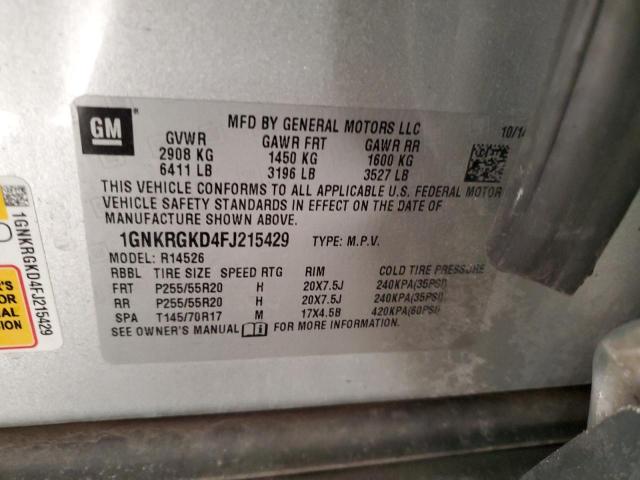 GM
MFD BY GENERAL MOTORS LLC
10/14
GVWR GAWR FRT GAWR RR
2908 KG 1450 KG 1600 KG
6411 LB 3196 LB 3527 LB
THIS VEHICLE CONFORMS TO ALL APPLICABLE U.S. FEDERAL MOTOR
VEHICLE SAFETY STANDARDS IN EFFECT ON THE DATE OF
MANUFACTURE SHOWN ABOVE.
1GNKRGKD4FJ215429 TYPE: M.P.V.
MODEL: R14526
RBBL TIRE SIZE SPEED RTG RIM COLD TIRE PRESSURE
FRT P255/55R20 H 20X7.5J 240KPA(35PSI)
RR P255/55R20 H 20X7.5J 240KPA(35PSI)
SPA T145/70R17 M 17X4.5B 420KPA(60PSI)
SEE OWNER'S MANUAL FOR MORE INFORMATION
1GNKRGKD4FJ215429